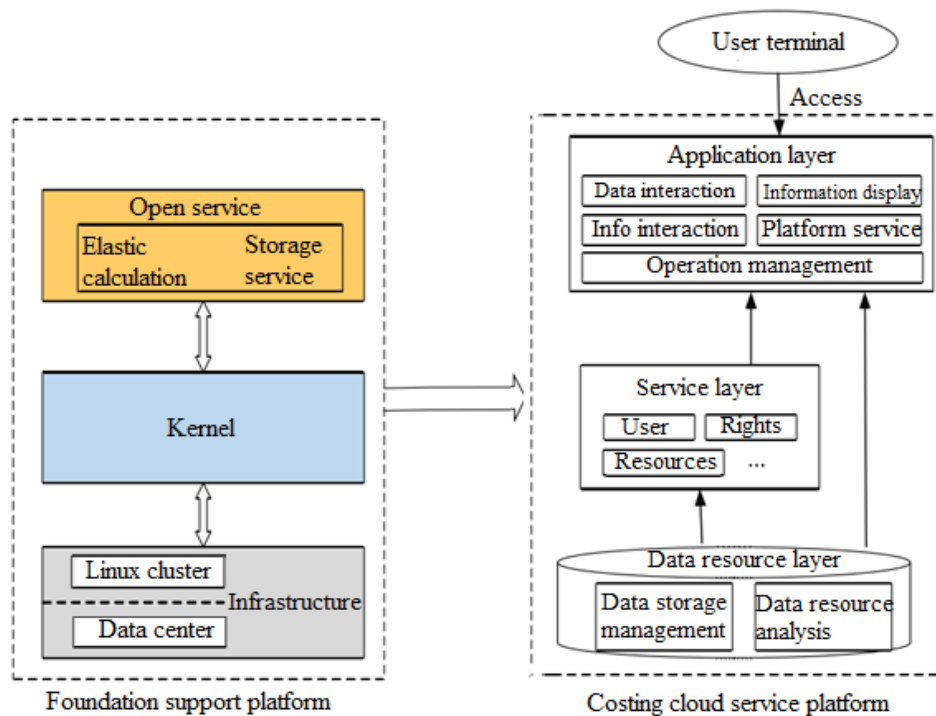 User terminal
Access
Open service
Elastic calculation
Storage service
Kernel
Linux cluster
Infrastructure
Data center
Foundation support platform
Application layer
Data interaction
Information display
Info interaction
Platform service
Operation management
Service layer
User
Rights
Resources
...
Data resource layer
Data storage
management
Data resource
analysis
Costing cloud service platform